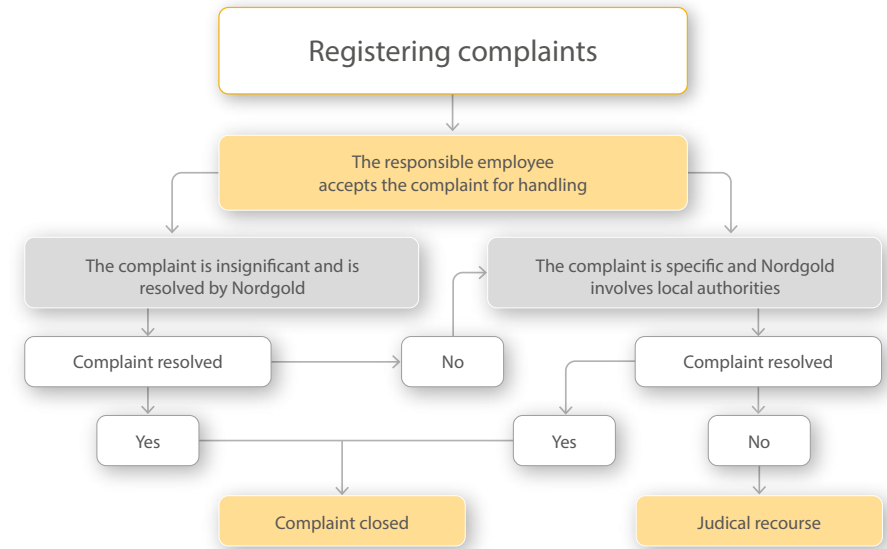 Registering complaints
The responsible employee
accepts the complaint for handling
The complaint is insignificant and is
resolved by Nordgold
The complaint is specific and Nordgold
involves local authorities
Complaint resolved
No
Complaint resolved
Yes
Yes
No
Complaint closed
Judical recourse